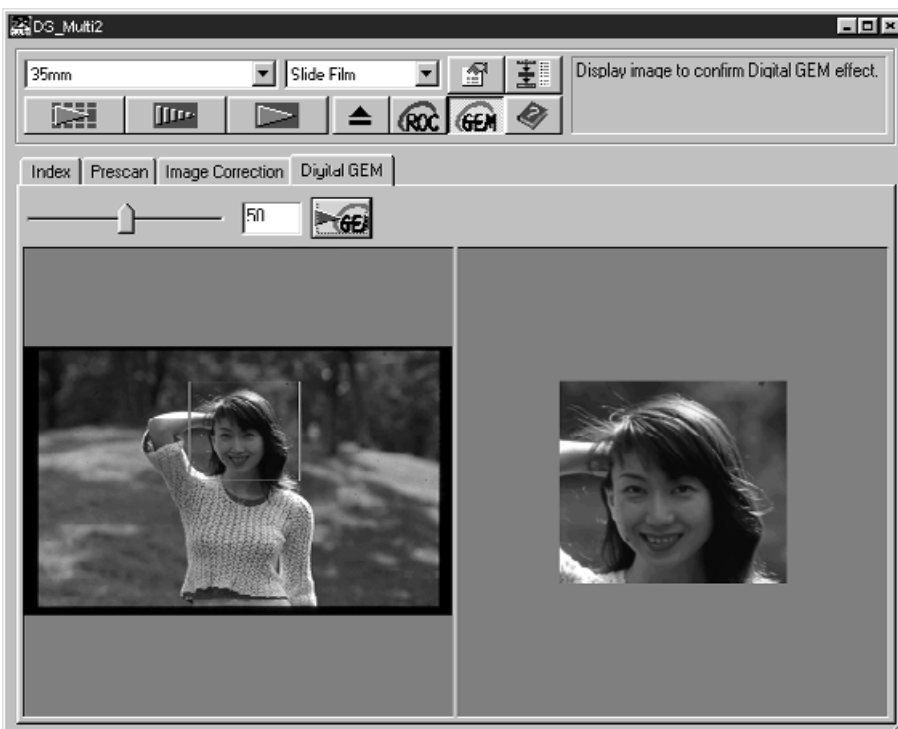 DS_Multi2
35mm
Slide Film
Display image to confirm Digital GEM effect.
ROC
GEM
Index
Prescan
Image Correction
Digital GEM
50
GEM